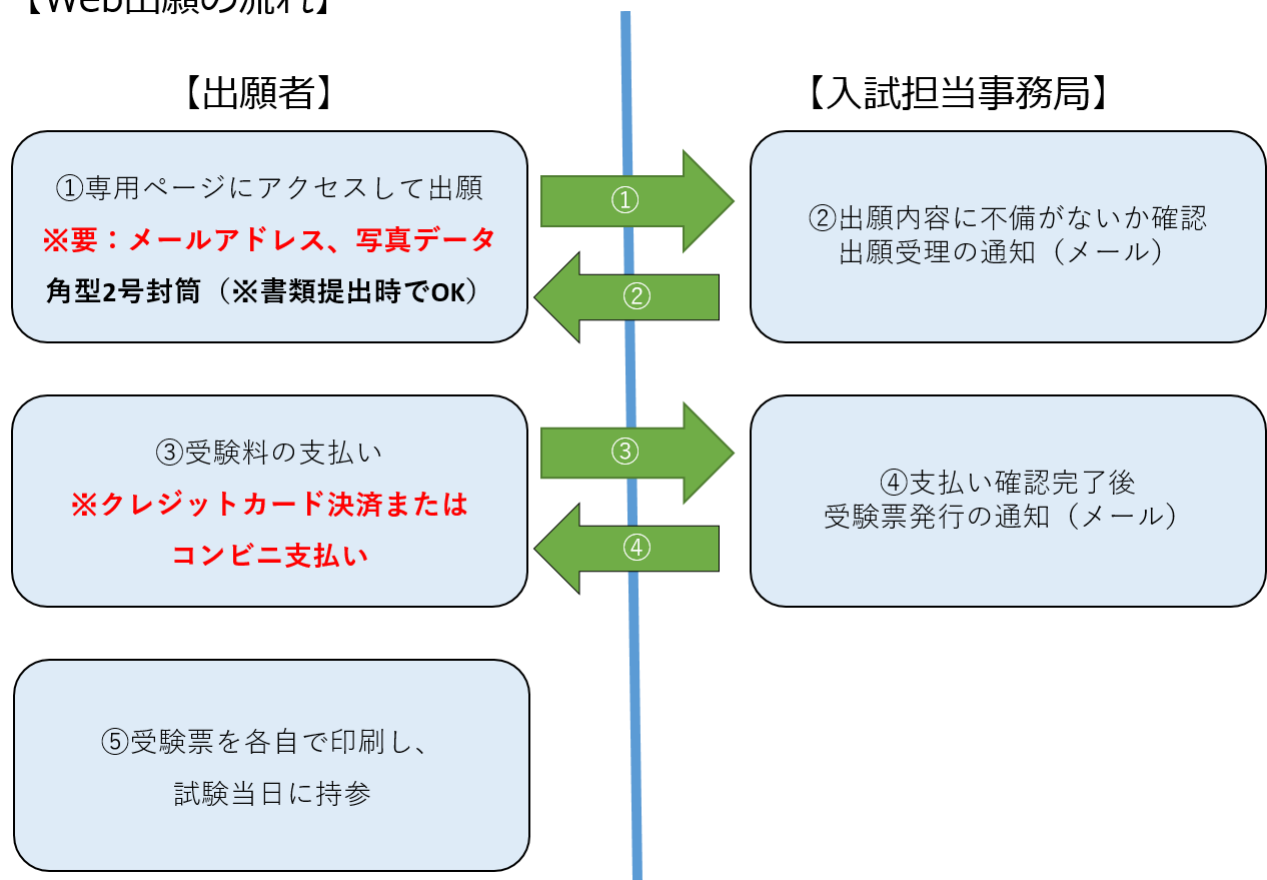 【Web出願の流れ】
【出願者】
【入試担当事務局】
①専用ページにアクセスして出願
※要：メールアドレス、写真データ
角型2号封筒（※書類提出時でOK）
①
②
②出願内容に不備がないか確認
出願受理の通知（メール）
③受験料の支払い
※クレジットカード決済または
コンビニ支払い
③
④
④支払い確認完了後
受験票発行の通知（メール）
⑤受験票を各自で印刷し、
試験当日に持参